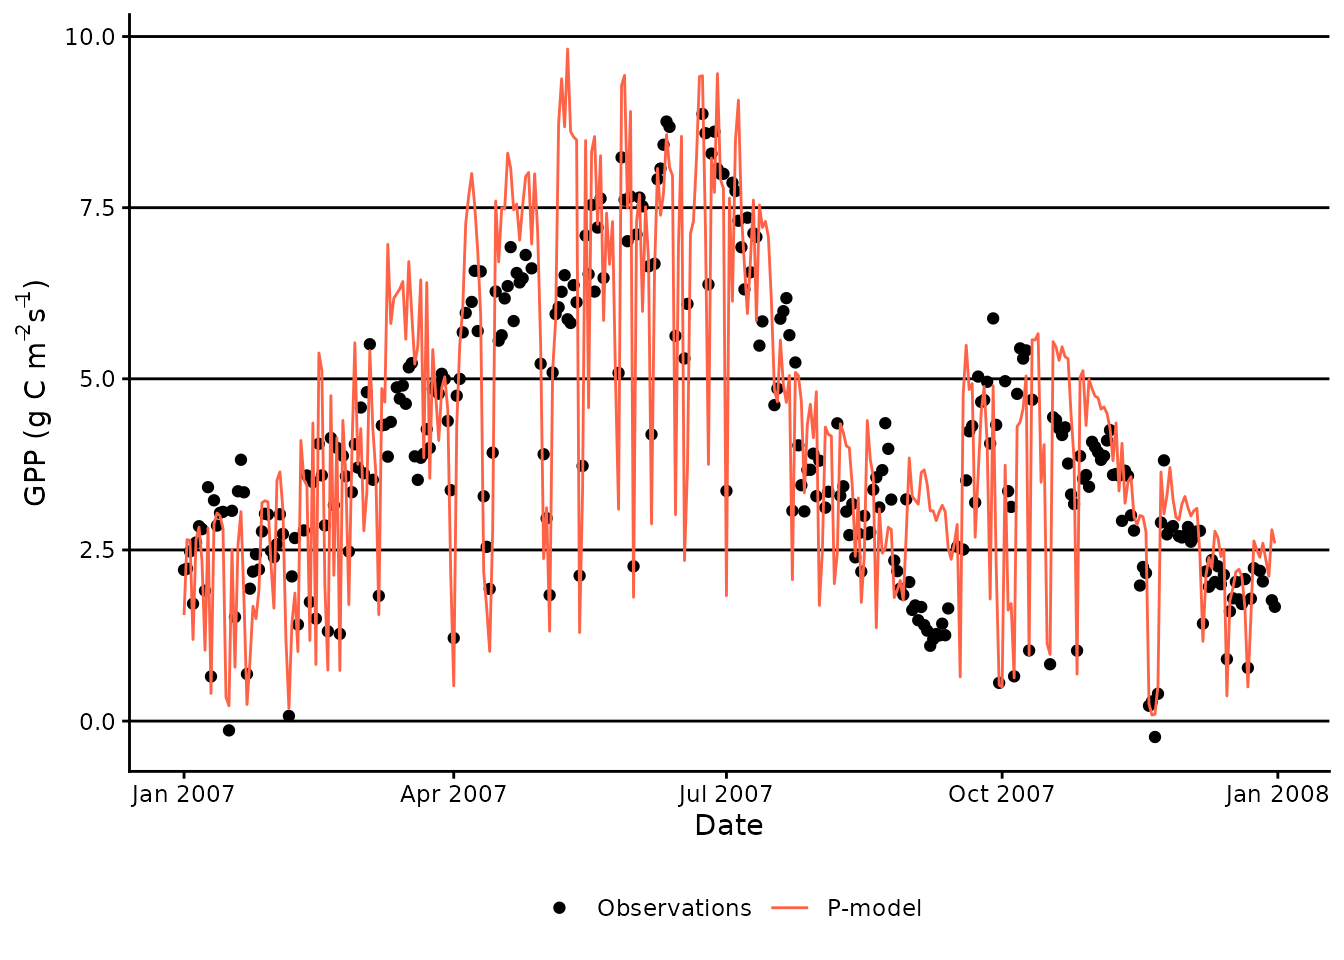 10.0
7.5
5.0
2.5
0.0
GPP (g C m⁻²s⁻¹)
Jan 2007 Apr 2007 Jul 2007 Oct 2007 Jan 2008
Date
Observations P-model